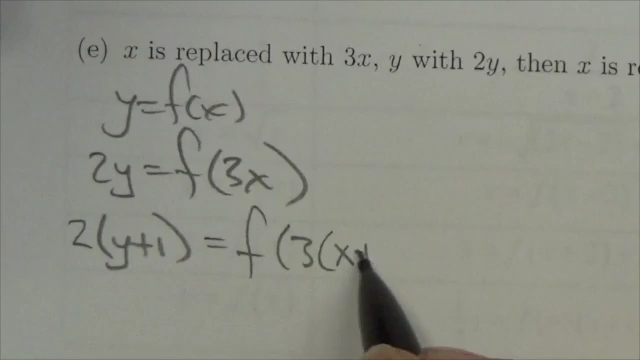 (e) x is replaced with 3x, y with 2y, then x is
y=f(x)
2y=f(3x)
2(y+1) = f(3(x